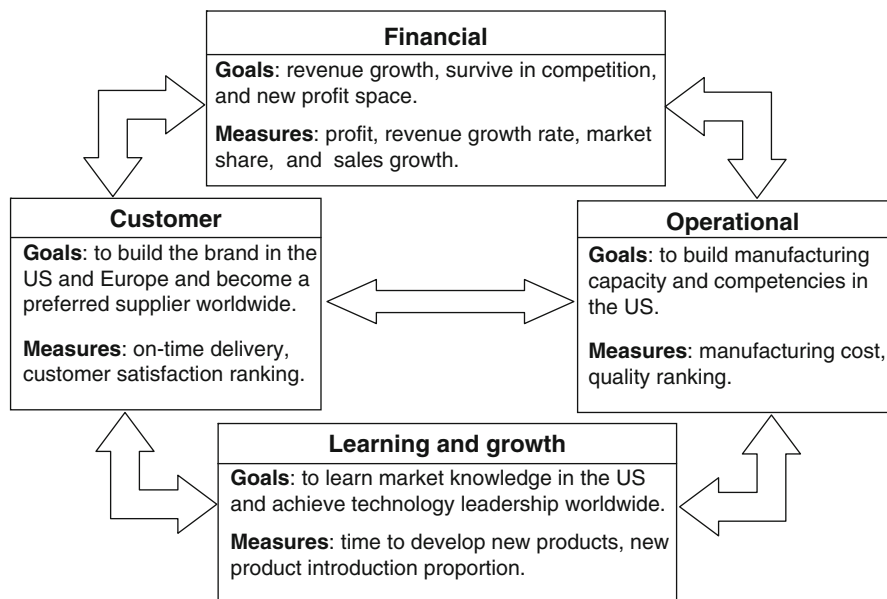 Financial
Goals: revenue growth, survive in competition,
and new profit space.
Measures: profit, revenue growth rate, market
share, and sales growth.
Customer
Goals: to build the brand in the
US and Europe and become a
preferred supplier worldwide.
Measures: on-time delivery,
customer satisfaction ranking.
Operational
Goals: to build manufacturing
capacity and competencies in
the US.
Measures: manufacturing cost,
quality ranking.
Learning and growth
Goals: to learn market knowledge in the US
and achieve technology leadership worldwide.
Measures: time to develop new products, new
product introduction proportion.